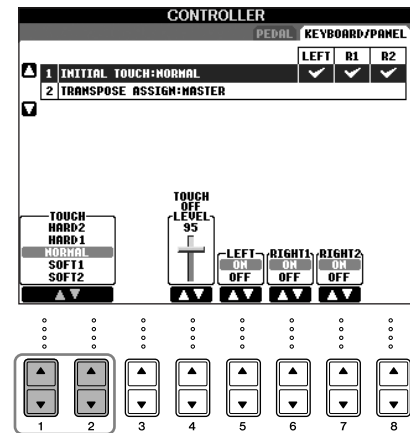 CONTROLLER
PEDAL KEYBOARD/PANEL
LEFT R1 R2
1 INITIAL TOUCH:NORMAL
2 TRANSPOSE ASSIGN:MASTER
TOUCH
HARD2
HARD1
NORMAL
SOFT1
SOFT2
TOUCH
OFF
LEVEL
95
LEFT
ON
OFF
RIGHT1
ON
OFF
RIGHT2
ON
OFF
1 2 3 4 5 6 7 8